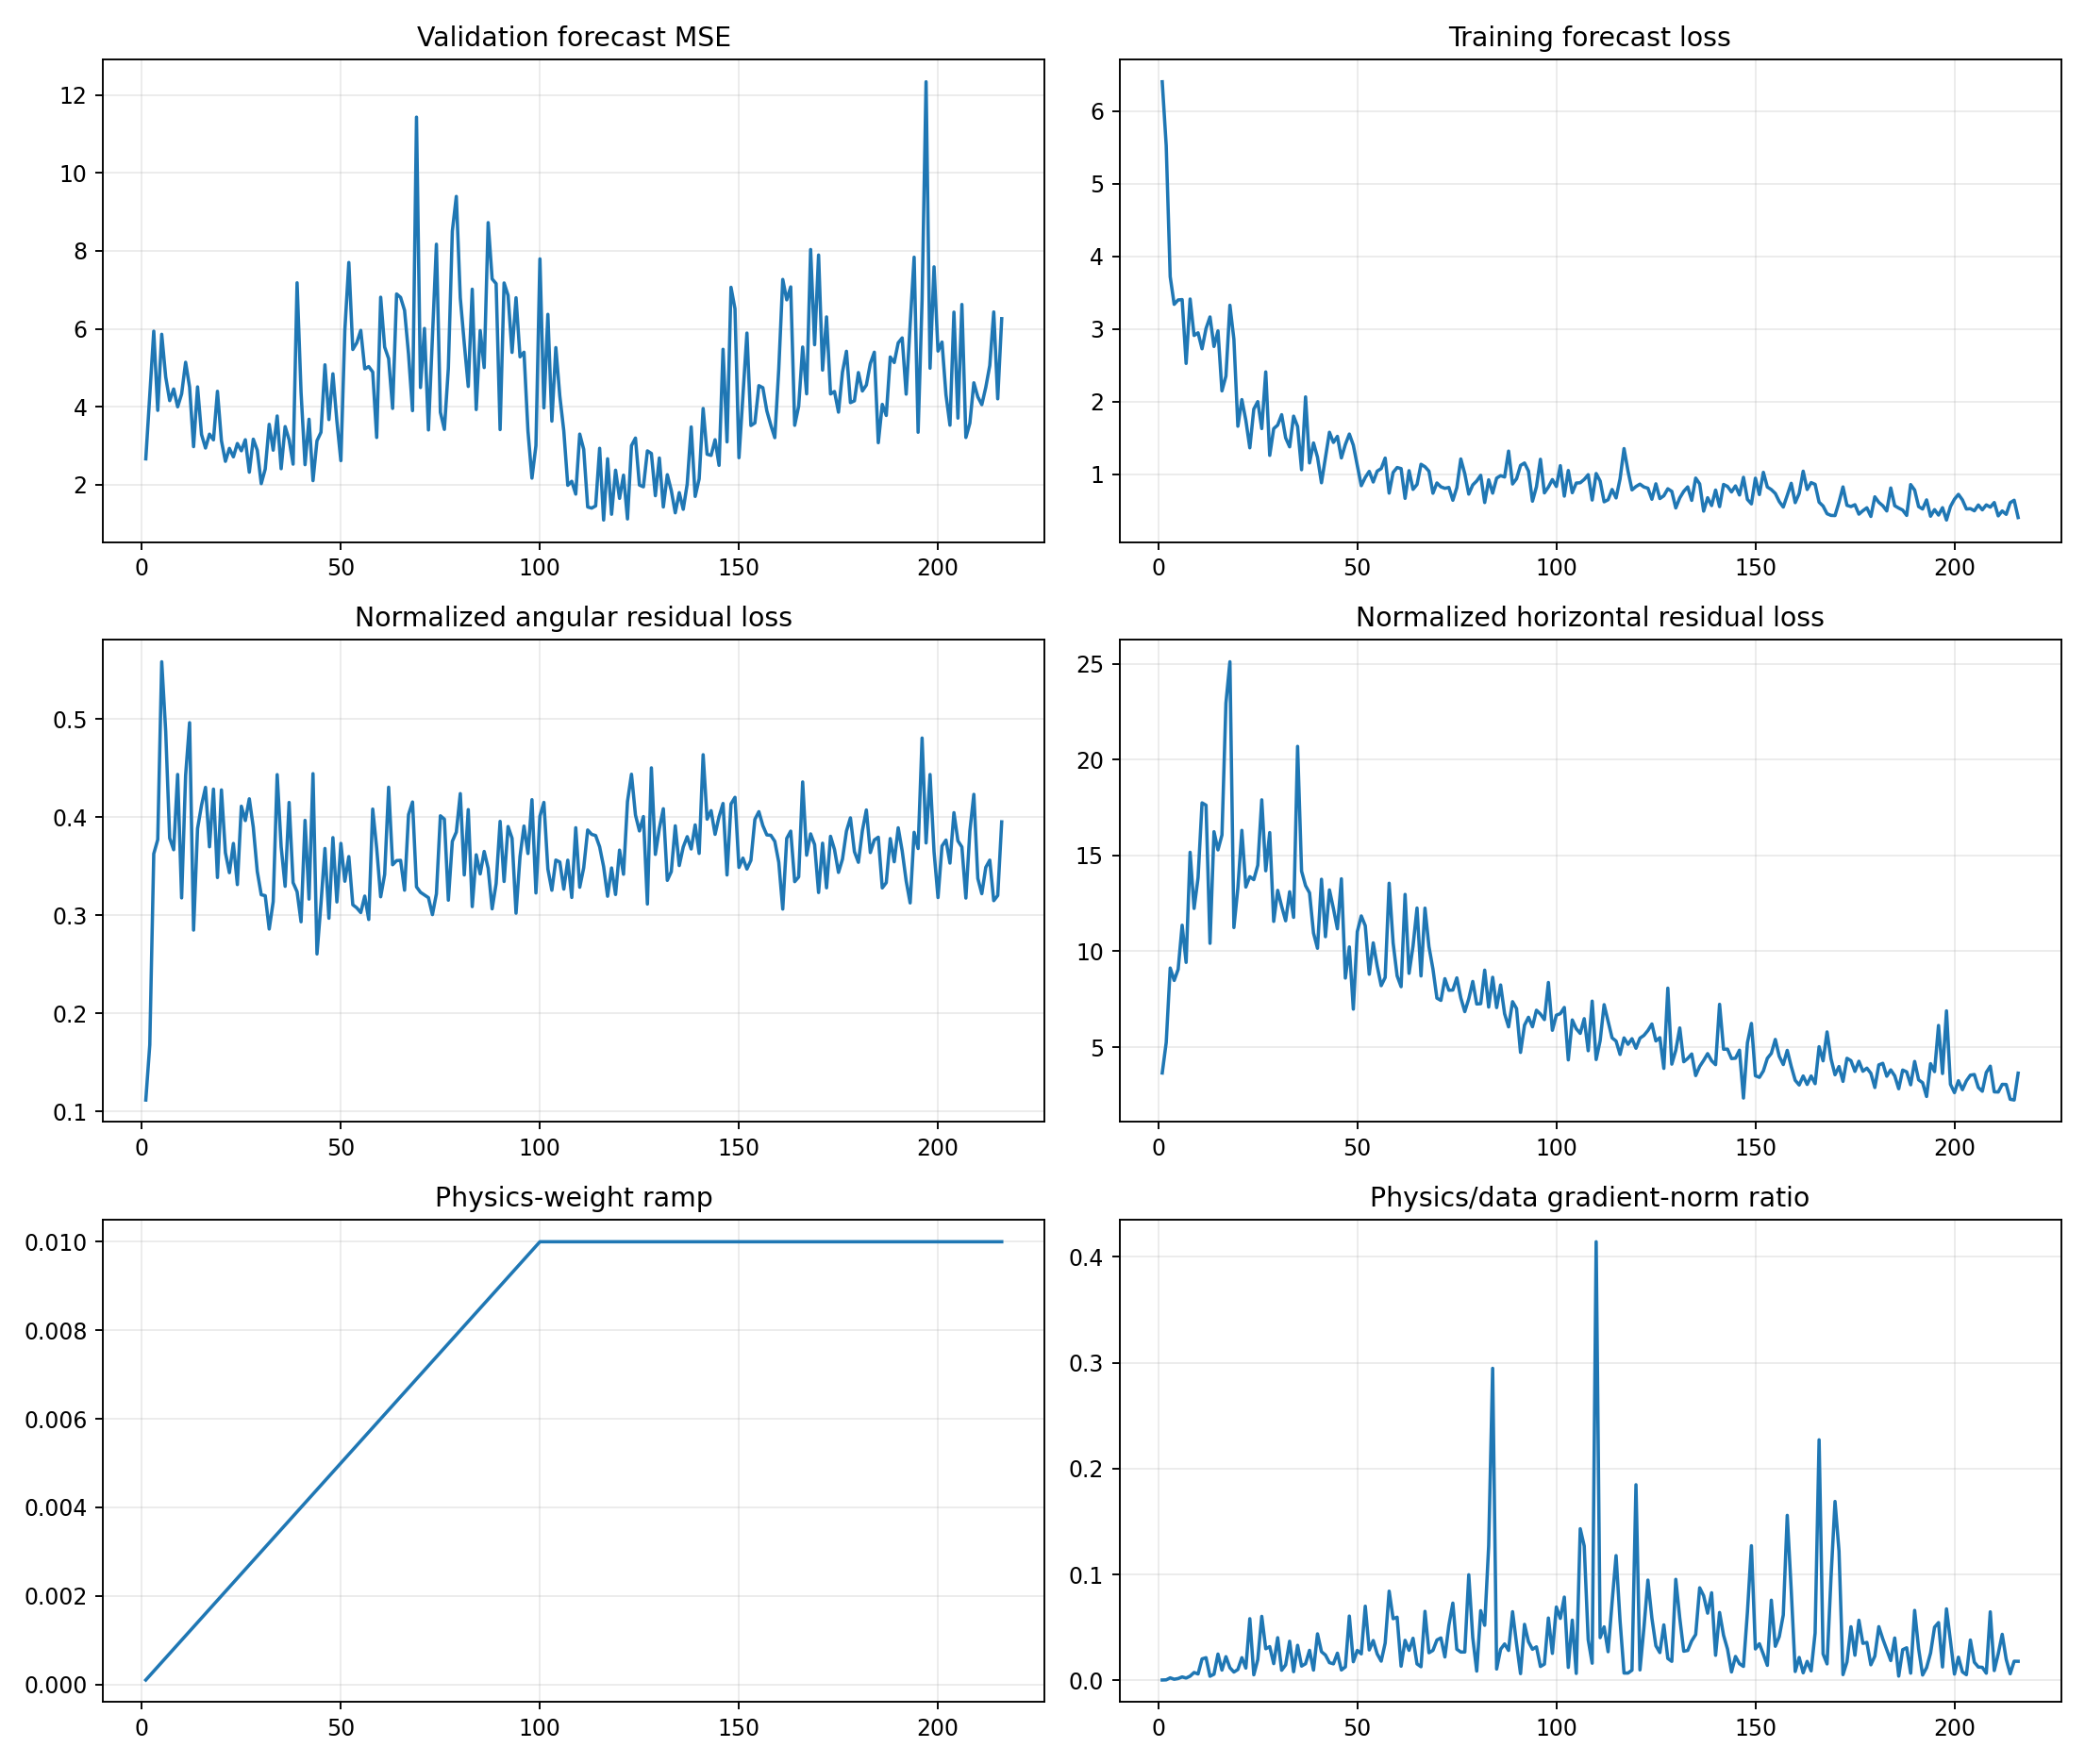 Validation forecast MSE
12
10
8
6
4
2
0 50 100 150 200
Training forecast loss
6
5
4
3
2
1
0 50 100 150 200
Normalized angular residual loss
0.5
0.4
0.3
0.2
0.1
0 50 100 150 200
Normalized horizontal residual loss
25
20
15
10
5
0 50 100 150 200
Physics-weight ramp
0.010
0.008
0.006
0.004
0.002
0.000
0 50 100 150 200
Physics/data gradient-norm ratio
0.4
0.3
0.2
0.1
0.0
0 50 100 150 200